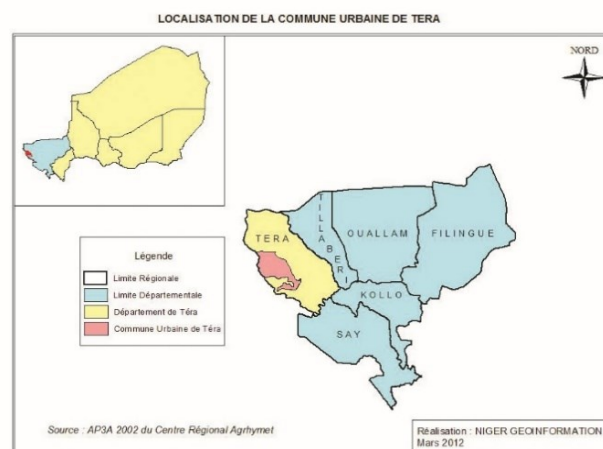 LOCALISATION DE LA COMMUNE URBAINE DE TERA
NORD
TERA
TILLABERI
OUALLAM
FILINGUE
KOLLO
SAY
Légende
Limite Régionale
Limite Départementale
Département de Téra
Commune Urbaine de Téra
Source : AP3A 2002 du Centre Régional Agrhymet
Réalisation : NIGER GEOINFORMATION
Mars 2012